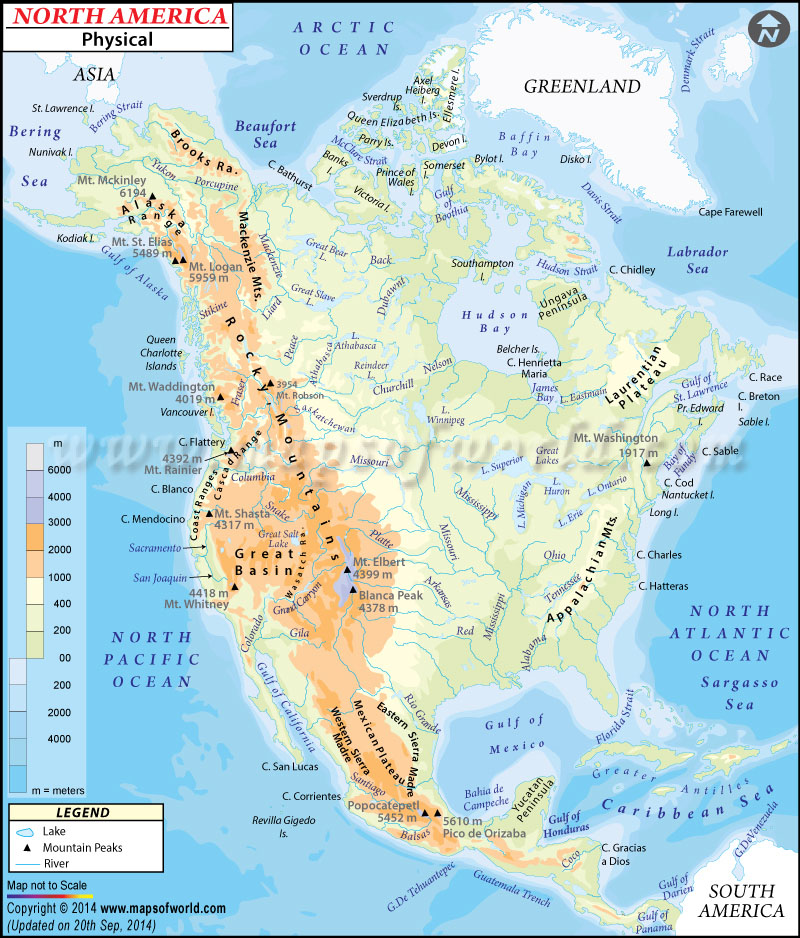 NORTH AMERICA
Physical
ARCTIC
OCEAN
N
ASIA
GREENLAND
Denmark Strait
St. Lawrence I.
Bering Strait
Bering
Sea
Nunivak I.
Beaufort
Sea
Brooks Ra.
C. Bathurst
Axel
Heiberg
I.
Ellesmere I.
Sverdrup
Is.
Queen Elizabeth Is.
Parry Is.
Devon I.
McClure Strait
Banks
I.
Prince of
Wales
I.
Somerset
I.
Bylot I.
Baffin
Bay
Disko I.
Victoria I.
Gulf
of
Boothia
Davis Strait
Cape Farewell
Yukon
Porcupine
Mt. Mckinley
6194
Alaska
Range
Kodiak I.
Mt. St. Elias
5489 m
Mt. Logan
5959 m
Gulf of Alaska
Mackenzie Mts.
Mackenzie
Great Bear
L.
Back
Great Slave
L.
Dubawnt
Southampton
I.
Hudson Strait
C. Chidley
Labrador
Sea
Ungava
Peninsula
Hudson
Bay
Stikine
Liard
Peace
Queen
Charlotte
Islands
Rocky Mountains
L.
Athabasca
Athabasca
Reindeer
L.
Nelson
Churchill
Belcher Is.
C. Henrietta
Maria
James
Bay
L. Eastmain
Laurentian
Plateau
Gulf of
St. Lawrence
C. Race
C. Breton
I.
Pr. Edward
I.
Sable I.
3954
Mt. Robson
Mt. Waddington
4019 m
Fraser
Vancouver I.
Saskatchewan
L.
Winnipeg
www.mapsofworld.com
C. Flattery
4392 m
Mt. Rainier
Cascad Range
Columbia
Missouri
L. Superior
Great
Lakes
Mt. Washington
1917 m
Bay of
Fundy
C. Sable
C. Cod
Nantucket I.
Long I.
L. Michigan
L.
Huron
L. Ontario
L. Erie
C. Blanco
Coast Range
C. Mendocino
Mt. Shasta
4317 m
Snake
Great Salt
Lake
Great
Basin
Wasatch Ra.
Platte
Mississippi
Missouri
Sacramento
San Joaquin
4418 m
Mt. Whitney
Mt. Elbert
4399 m
Blanca Peak
4378 m
Grand Canyon
Colorado
Gila
Arkansas
Red
Mississippi
Ohio
Tennessee
Alabama
Appalachian Mts.
C. Charles
C. Hatteras
NORTH
PACIFIC
OCEAN
NORTH
ATLANTIC
OCEAN
Sargasso
Sea
Gulf of California
Rio Grande
Western Sierra
Madre
Mexican Plateau
Eastern Sierra Madre
Gulf of
Mexico
Florida Strait
Greater
Antilles
Caribbean Sea
C. San Lucas
C. Corrientes
Revilla Gigedo
Is.
Santiago
Popocatepetl
5452 m
5610 m
Pico de Orizaba
Balsas
Bahia de
Campeche
Yucatan
Peninsula
Gulf of
Honduras
C. Gracias
a Dios
Coco
G.De Tehuantepec
Guatemala Trench
G.De Venezuela
Gulf of
Darien
Gulf of
Panama
SOUTH
AMERICA
m
6000
4000
3000
2000
1000
400
200
00
200
2000
4000
m = meters
LEGEND
Lake
Mountain Peaks
River
Map not to Scale
Copyright © 2014 www.mapsofworld.com
(Updated on 20th Sep, 2014)